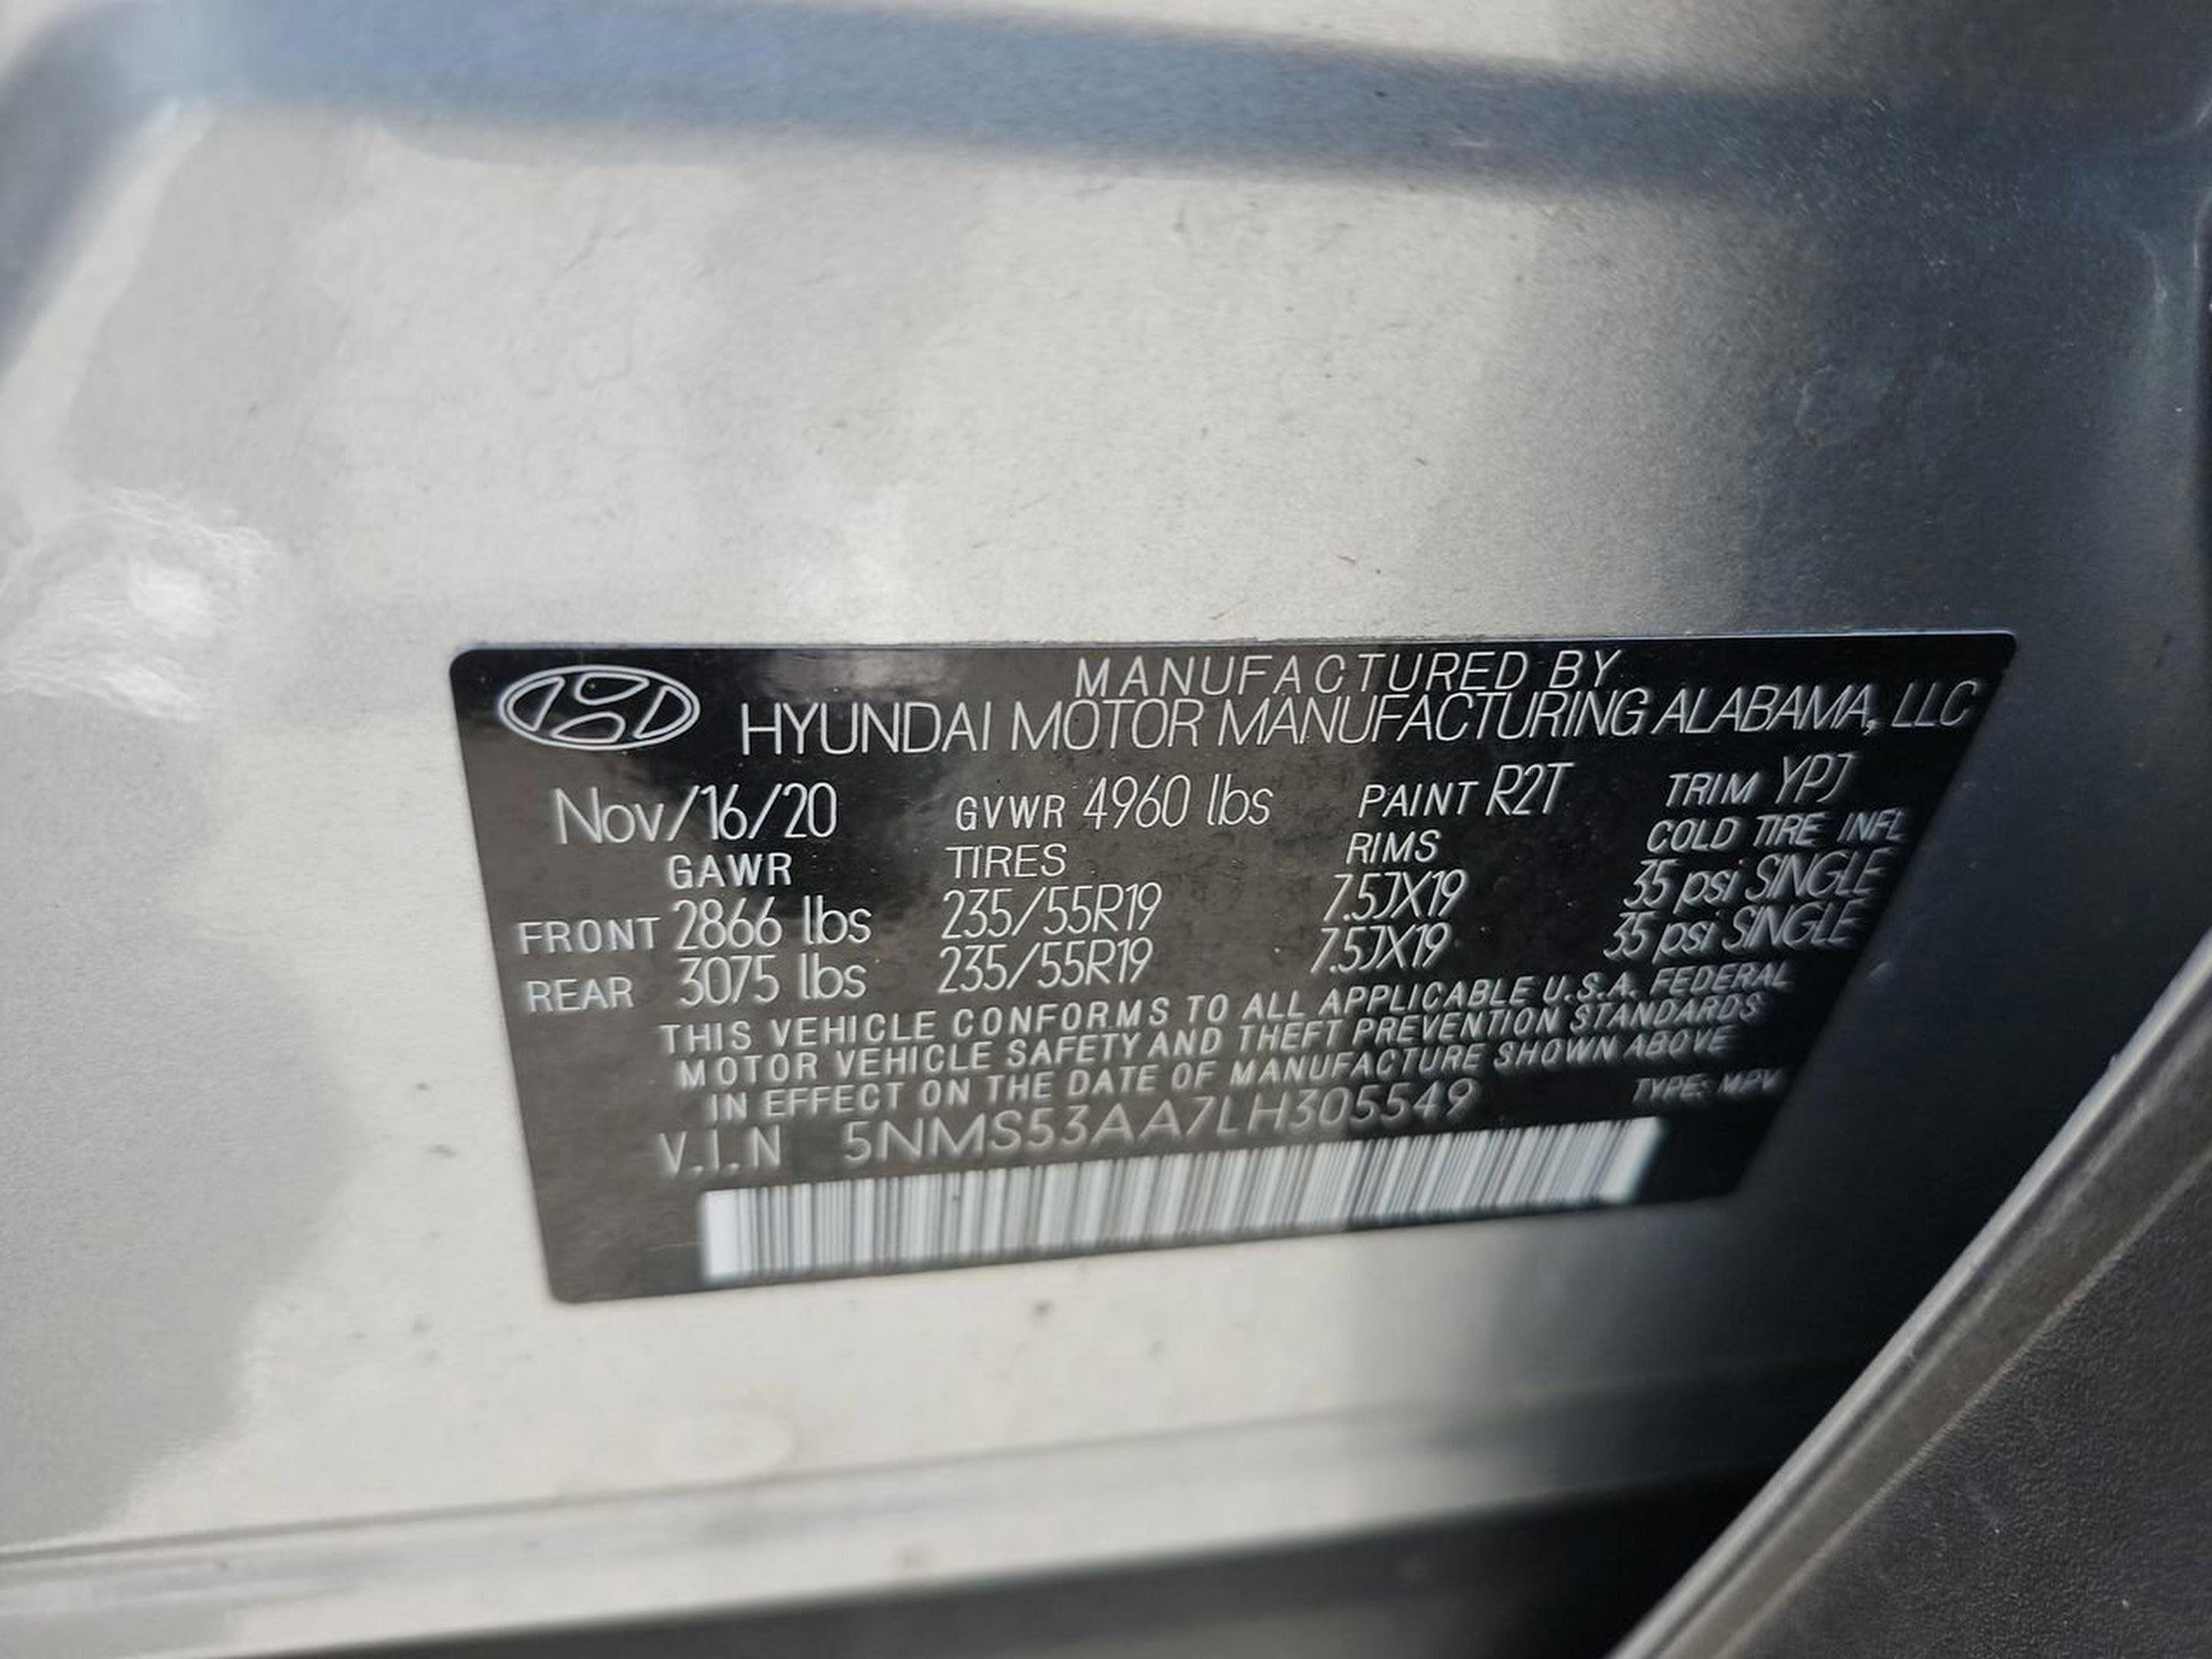 MANUFACTURED BY
HYUNDAI MOTOR MANUFACTURING ALABAMA, LLC
Nov/16/20 GVWR 4960 lbs PAINT R2T TRIM YPJ
GAWR TIRES RIMS COLD TIRE INFL
FRONT 2866 lbs 235/55R19 7.5JX19 35 psi SINGLE
REAR 3075 lbs 235/55R19 7.5JX19 35 psi SINGLE
THIS VEHICLE CONFORMS TO ALL APPLICABLE U.S.A. FEDERAL
MOTOR VEHICLE SAFETY AND THEFT PREVENTION STANDARDS
IN EFFECT ON THE DATE OF MANUFACTURE SHOWN ABOVE
V.I.N 5NMS53AA7LH305549 TYPE: MPV